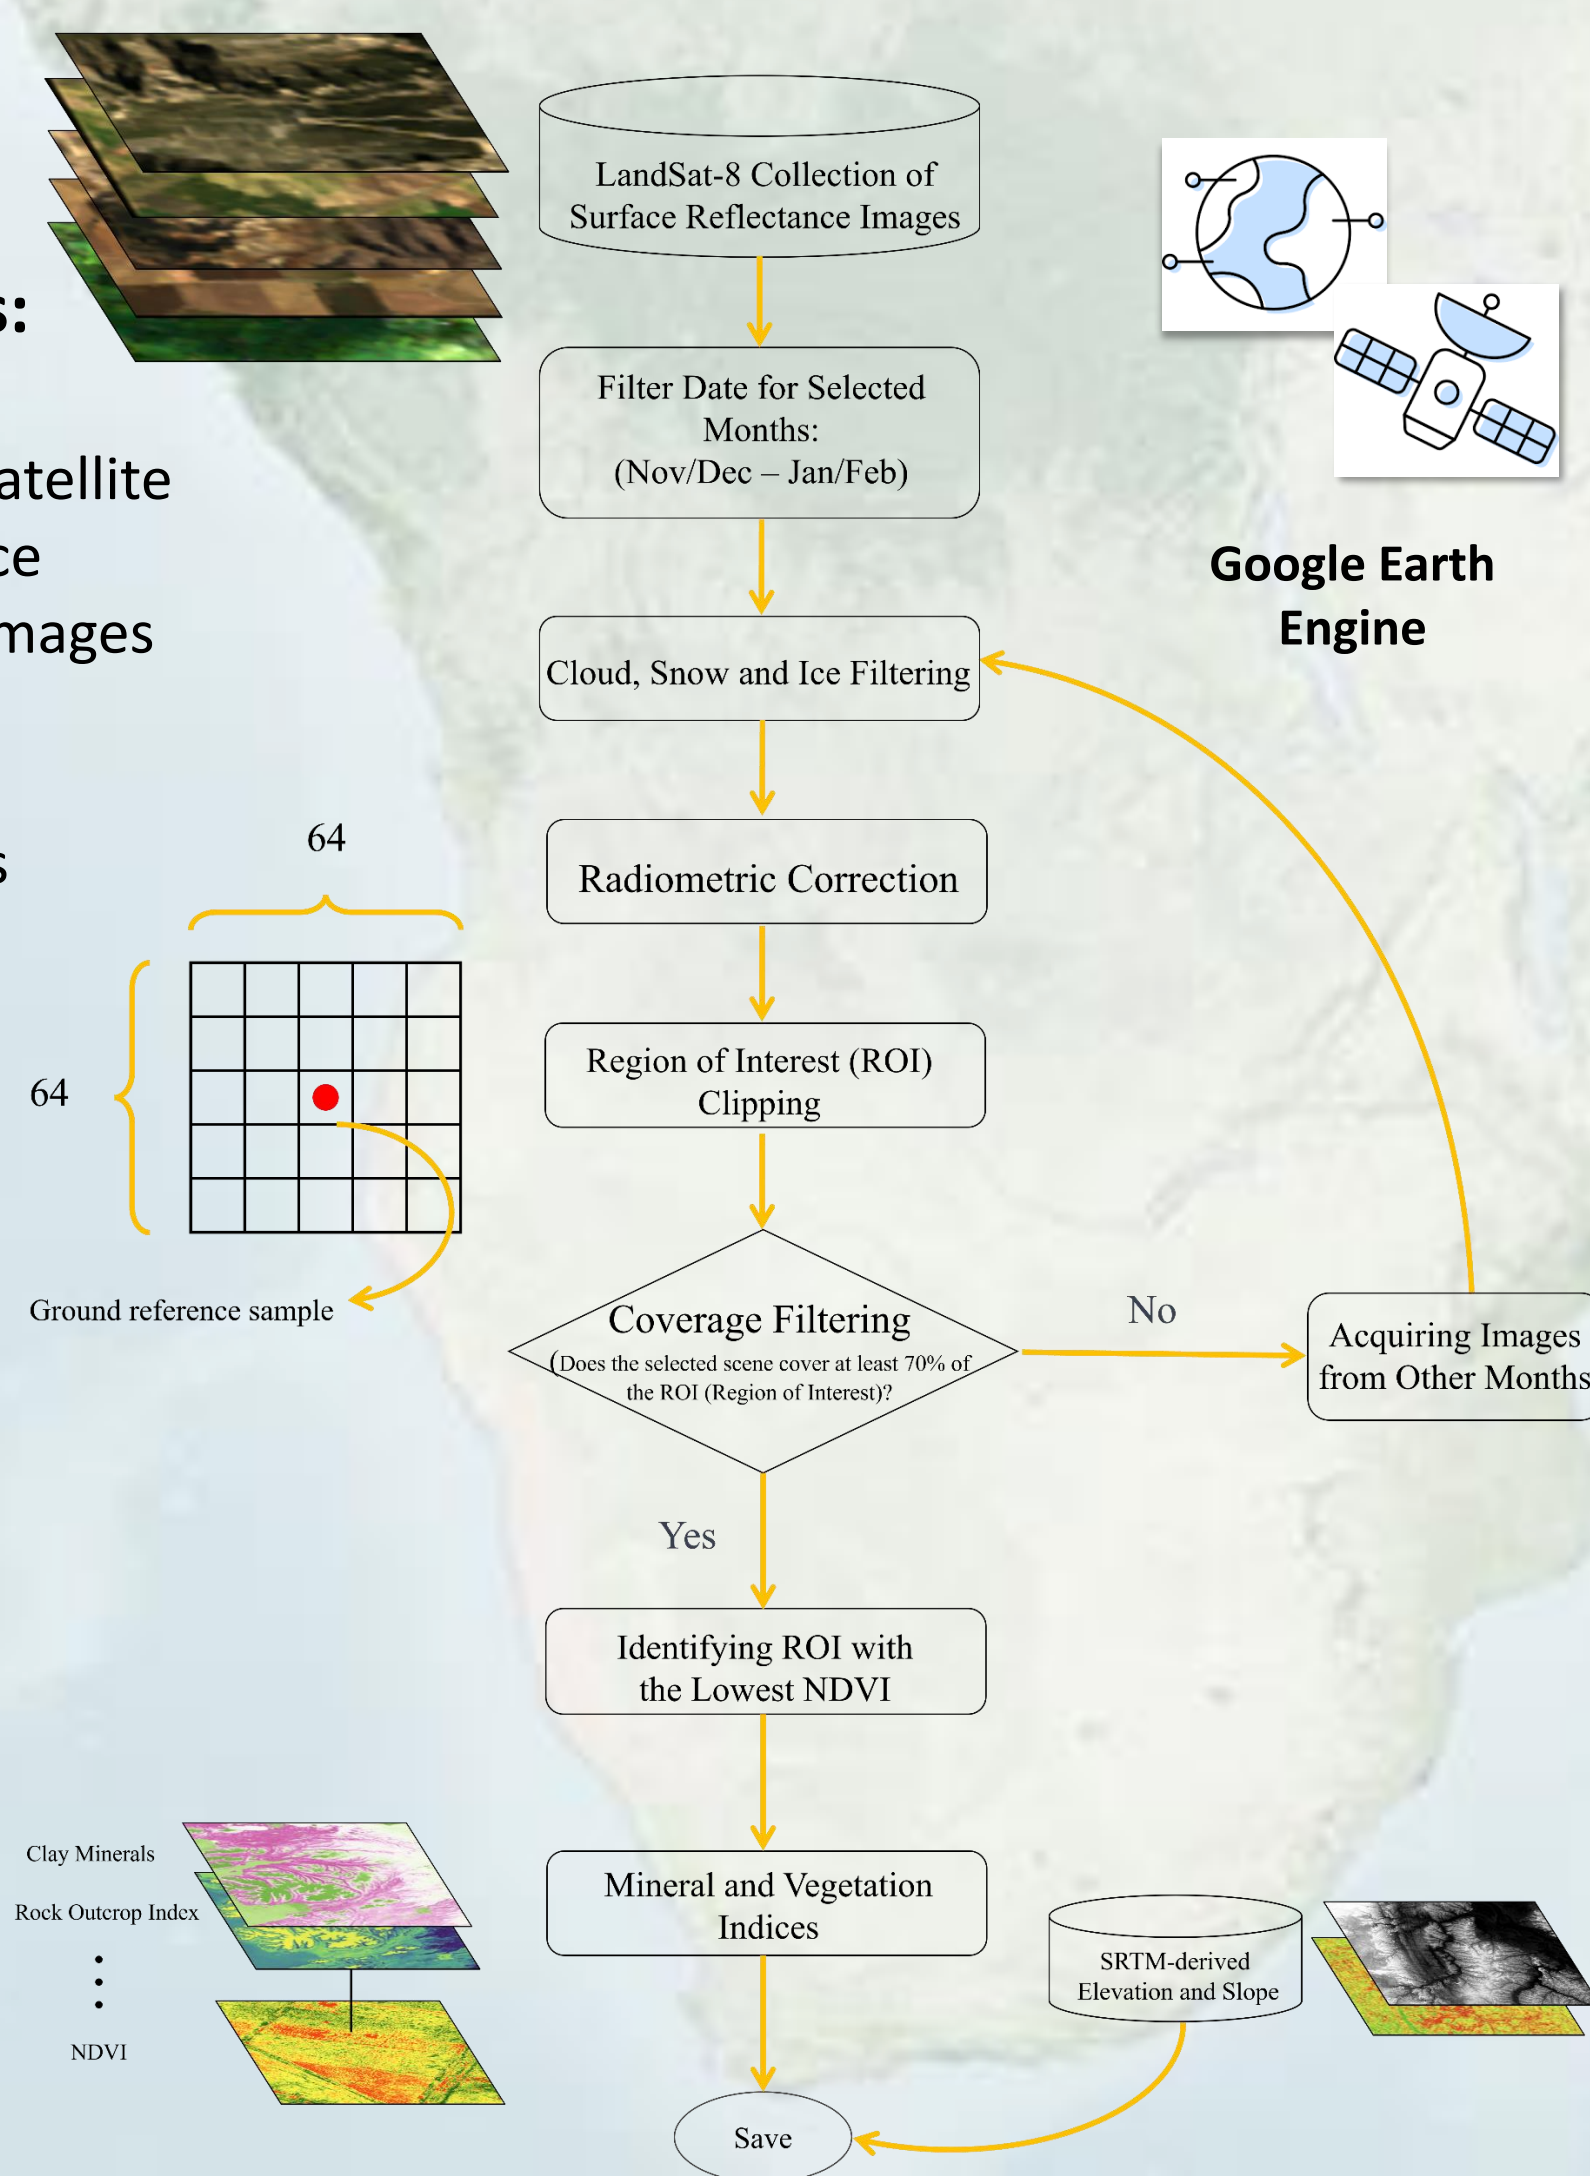 LandSat-8 Collection of
Surface Reflectance Images
s:
Filter Date for Selected
Months:
(Nov/Dec – Jan/Feb)
atellite
ce
mages
Google Earth
Engine
Cloud, Snow and Ice Filtering
64
s
Radiometric Correction
64
Region of Interest (ROI)
Clipping
Ground reference sample
Coverage Filtering
(Does the selected scene cover at least 70% of
the ROI (Region of Interest)?
No
Acquiring Images
from Other Months
Yes
Identifying ROI with
the Lowest NDVI
Clay Minerals
Rock Outcrop Index
NDVI
Mineral and Vegetation
Indices
SRTM-derived
Elevation and Slope
Save